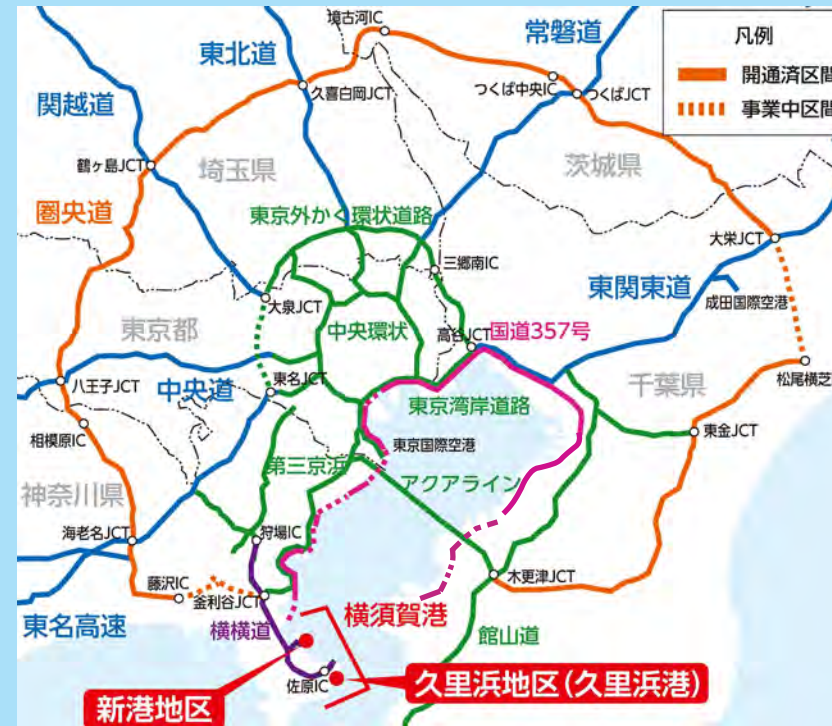 境古河IC
常磐道
凡例
東北道
開通済区間
つくば中央IC
つくばJCT
久喜白岡JCT
事業中区間
関越道
鶴ヶ島JCT
埼玉県
茨城県
圏央道
東京外かく環状道路
大栄JCT
三郷南IC
東関東道
大泉JCT
成田国際空港
東京都
中央環状
高谷JCT
国道357号
八王子JCT
中央道
東名JCT
千葉県
松尾横芝
相模原IC
東京湾岸道路
東金JCT
東京国際空港
第三京浜
アクアライン
神奈川県
海老名JCT
狩場IC
木更津JCT
藤沢IC
釜利谷JCT
横須賀港
東名高速
横横道
館山道
佐原IC
久里浜地区(久里浜港)
新港地区